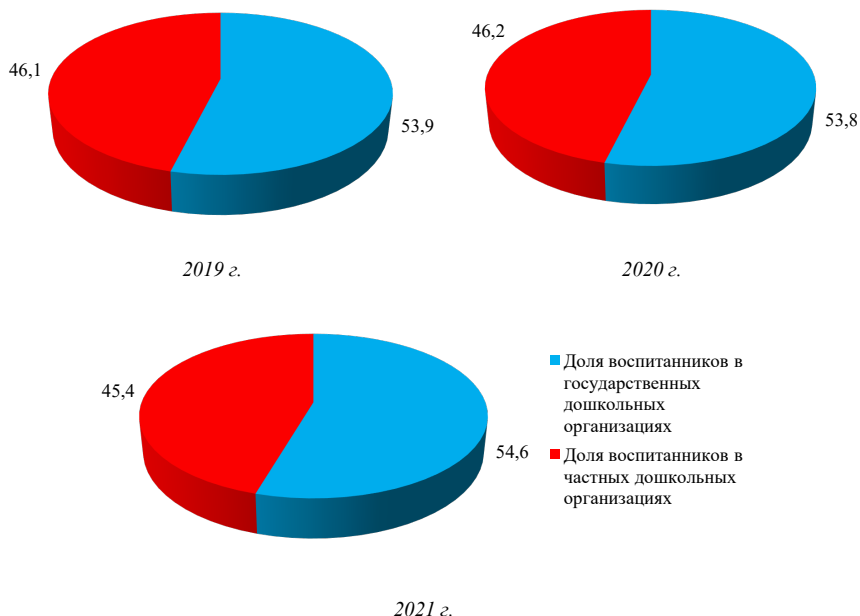 46,1
53,9
2019 г.
46,2
53,8
2020 г.
45,4
54,6
2021 г.
Доля воспитанников в
государственных
дошкольных
организациях
Доля воспитанников в
частных дошкольных
организациях